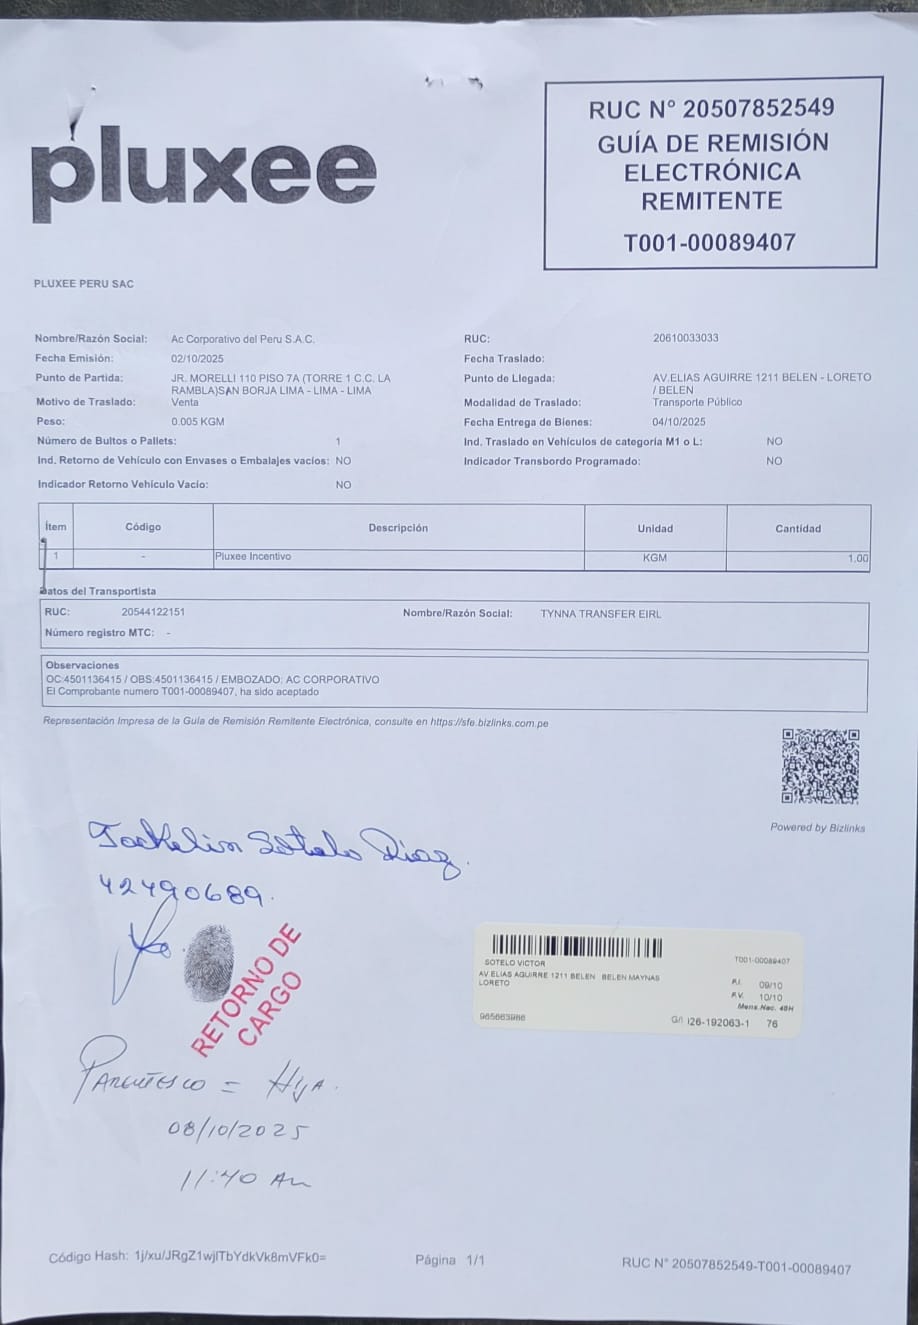 pluxee
RUC N° 20507852549
GUÍA DE REMISIÓN
ELECTRÓNICA
REMITENTE
T001-00089407
PLUXEE PERU SAC
Nombre/Razón Social: Ac Corporativo del Peru S.A.C.
RUC: 20610033033
Fecha Emisión: 02/10/2025
Fecha Traslado:
Punto de Partida: JR. MORELLI 110 PISO 7A (TORRE 1 C.C. LA
RAMBLA)SAN BORJA LIMA - LIMA - LIMA
Punto de Llegada: AV.ELIAS AGUIRRE 1211 BELEN - LORETO
/ BELEN
Motivo de Traslado: Venta
Modalidad de Traslado: Transporte Público
Peso: 0.005 KGM
Fecha Entrega de Bienes: 04/10/2025
Número de Bultos o Pallets: 1
Ind. Traslado en Vehículos de categoría M1 o L: NO
Ind. Retorno de Vehículo con Envases o Embalajes vacíos: NO
Indicador Transbordo Programado: NO
Indicador Retorno Vehículo Vacío: NO
Ítem Código Descripción Unidad Cantidad
1 - Pluxee Incentivo KGM 1.00
Datos del Transportista
RUC: 20544122151 Nombre/Razón Social: TYNNA TRANSFER EIRL
Número registro MTC: -
Observaciones
OC:4501136415 / OBS:4501136415 / EMBOZADO: AC CORPORATIVO
El Comprobante numero T001-00089407, ha sido aceptado
Representación Impresa de la Guía de Remisión Remitente Electrónica, consulte en https://sfe.bizlinks.com.pe
Powered by Bizlinks
Jackelin Sotelo Diaz.
42490689.
RETORNO DE
CARGO
SOTELO VICTOR
T001-00089407
AV ELIAS AGUIRRE 1211 BELEN BELEN MAYNAS
LORETO
F.I. 09/10
F.V. 10/10
Mens.Nac. 48H
965663986
G/I I26-192063-1 76
Parentesco = Hija.
08/10/2025
11:40 Am
Código Hash: 1j/xu/JRgZ1wjlTbYdkVk8mVFk0=
Página 1/1
RUC N° 20507852549-T001-00089407